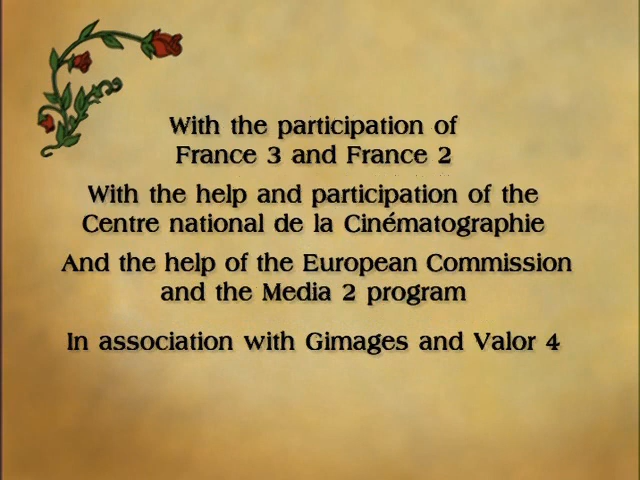 With the participation of
France 3 and France 2
With the help and participation of the
Centre national de la Cinématographie
And the help of the European Commission
and the Media 2 program
In association with Gimages and Valor 4